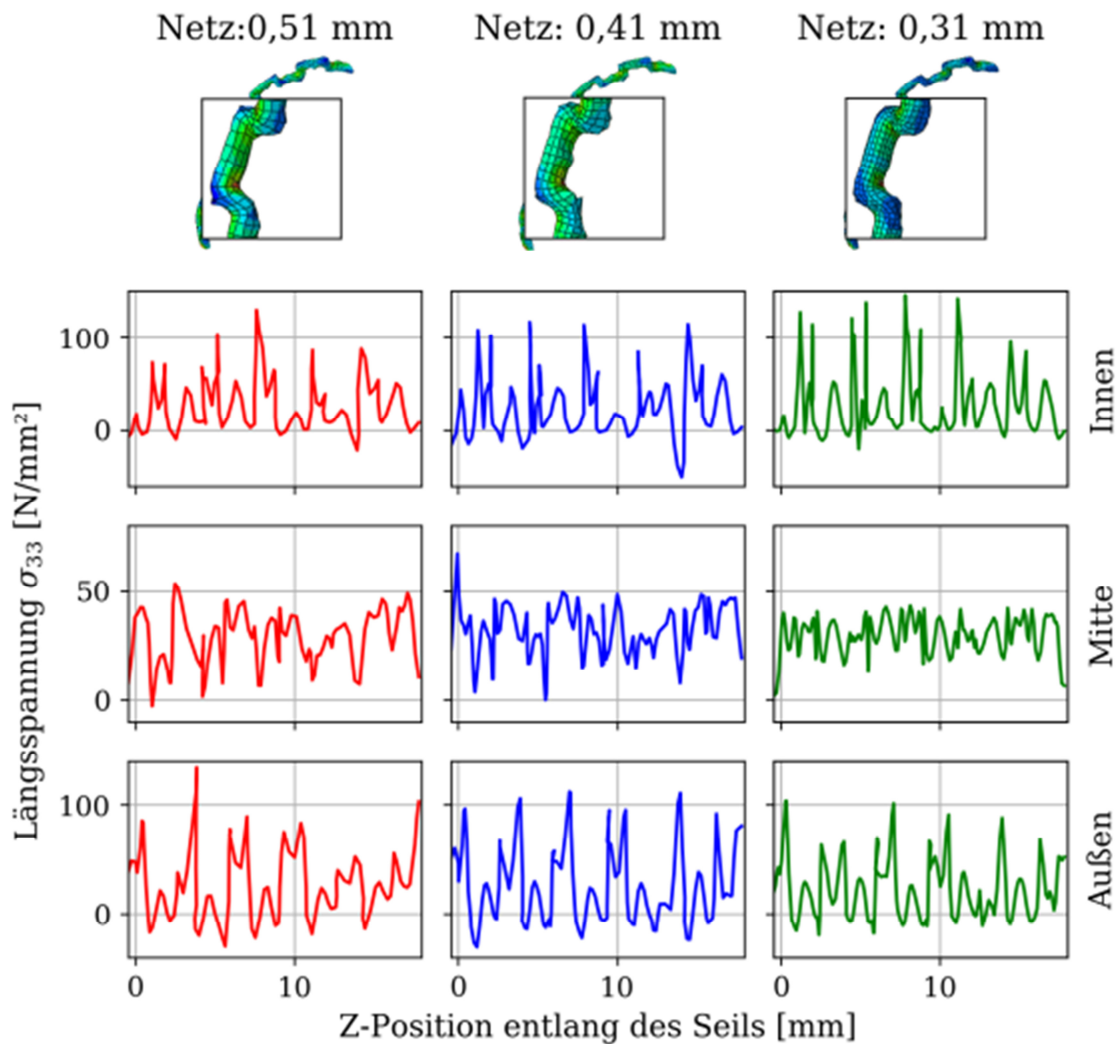 Netz:0,51 mm
Netz: 0,41 mm
Netz: 0,31 mm
Längsspannung σ₃₃ [N/mm²]
100
0
Innen
50
0
Mitte
100
0
Außen
0
10
0
10
0
10
Z-Position entlang des Seils [mm]